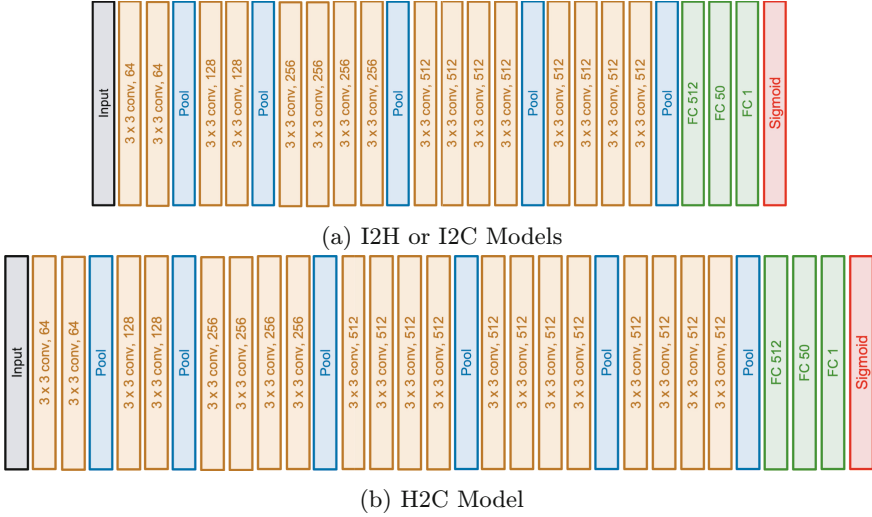 Input
3 x 3 conv, 64
3 x 3 conv, 64
Pool
3 x 3 conv, 128
3 x 3 conv, 128
Pool
3 x 3 conv, 256
3 x 3 conv, 256
3 x 3 conv, 256
3 x 3 conv, 256
Pool
3 x 3 conv, 512
3 x 3 conv, 512
3 x 3 conv, 512
3 x 3 conv, 512
Pool
3 x 3 conv, 512
3 x 3 conv, 512
3 x 3 conv, 512
3 x 3 conv, 512
Pool
FC 512
FC 50
FC 1
Sigmoid
(a) I2H or I2C Models
Input
3 x 3 conv, 64
3 x 3 conv, 64
Pool
3 x 3 conv, 128
3 x 3 conv, 128
Pool
3 x 3 conv, 256
3 x 3 conv, 256
3 x 3 conv, 256
3 x 3 conv, 256
Pool
3 x 3 conv, 512
3 x 3 conv, 512
3 x 3 conv, 512
3 x 3 conv, 512
Pool
3 x 3 conv, 512
3 x 3 conv, 512
3 x 3 conv, 512
3 x 3 conv, 512
Pool
3 x 3 conv, 512
3 x 3 conv, 512
3 x 3 conv, 512
3 x 3 conv, 512
Pool
FC 512
FC 50
FC 1
Sigmoid
(b) H2C Model